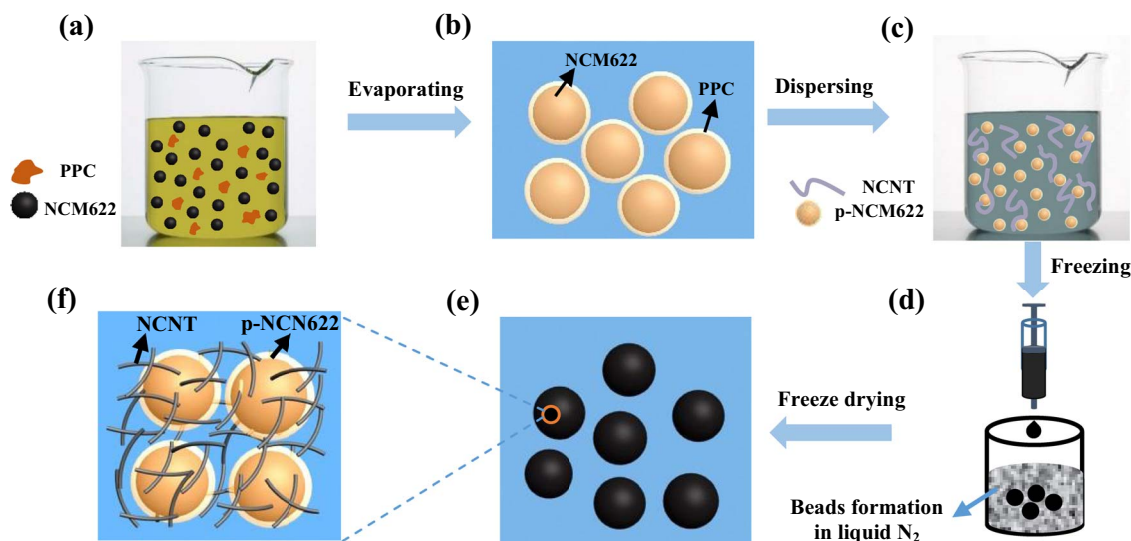 (a)
PPC
NCM622
Evaporating
(b)
NCM622
PPC
Dispersing
(c)
NCNT
p-NCM622
Freezing
(d)
Beads formation
in liquid N₂
Freeze drying
(e)
(f)
NCNT
p-NCN622